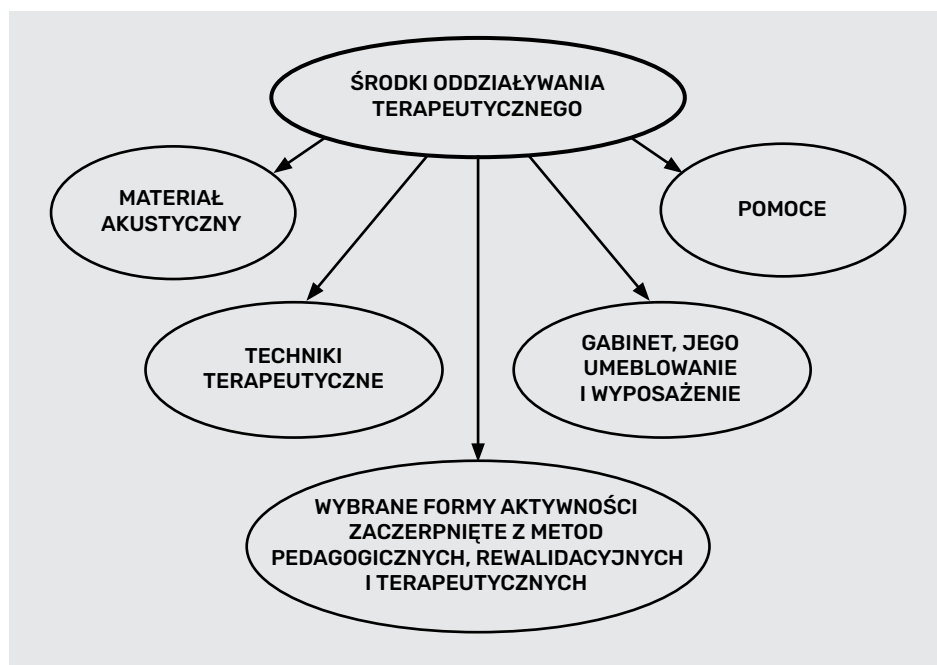 ŚRODKI ODDZIAŁYWANIA
TERAPEUTYCZNEGO
MATERIAŁ
AKUSTYCZNY
POMOCE
TECHNIKI
TERAPEUTYCZNE
GABINET, JEGO
UMEBLOWANIE
I WYPOSAŻENIE
WYBRANE FORMY AKTYWNOŚCI
ZACZERPNIĘTE Z METOD
PEDAGOGICZNYCH, REWALIDACYJNYCH
I TERAPEUTYCZNYCH